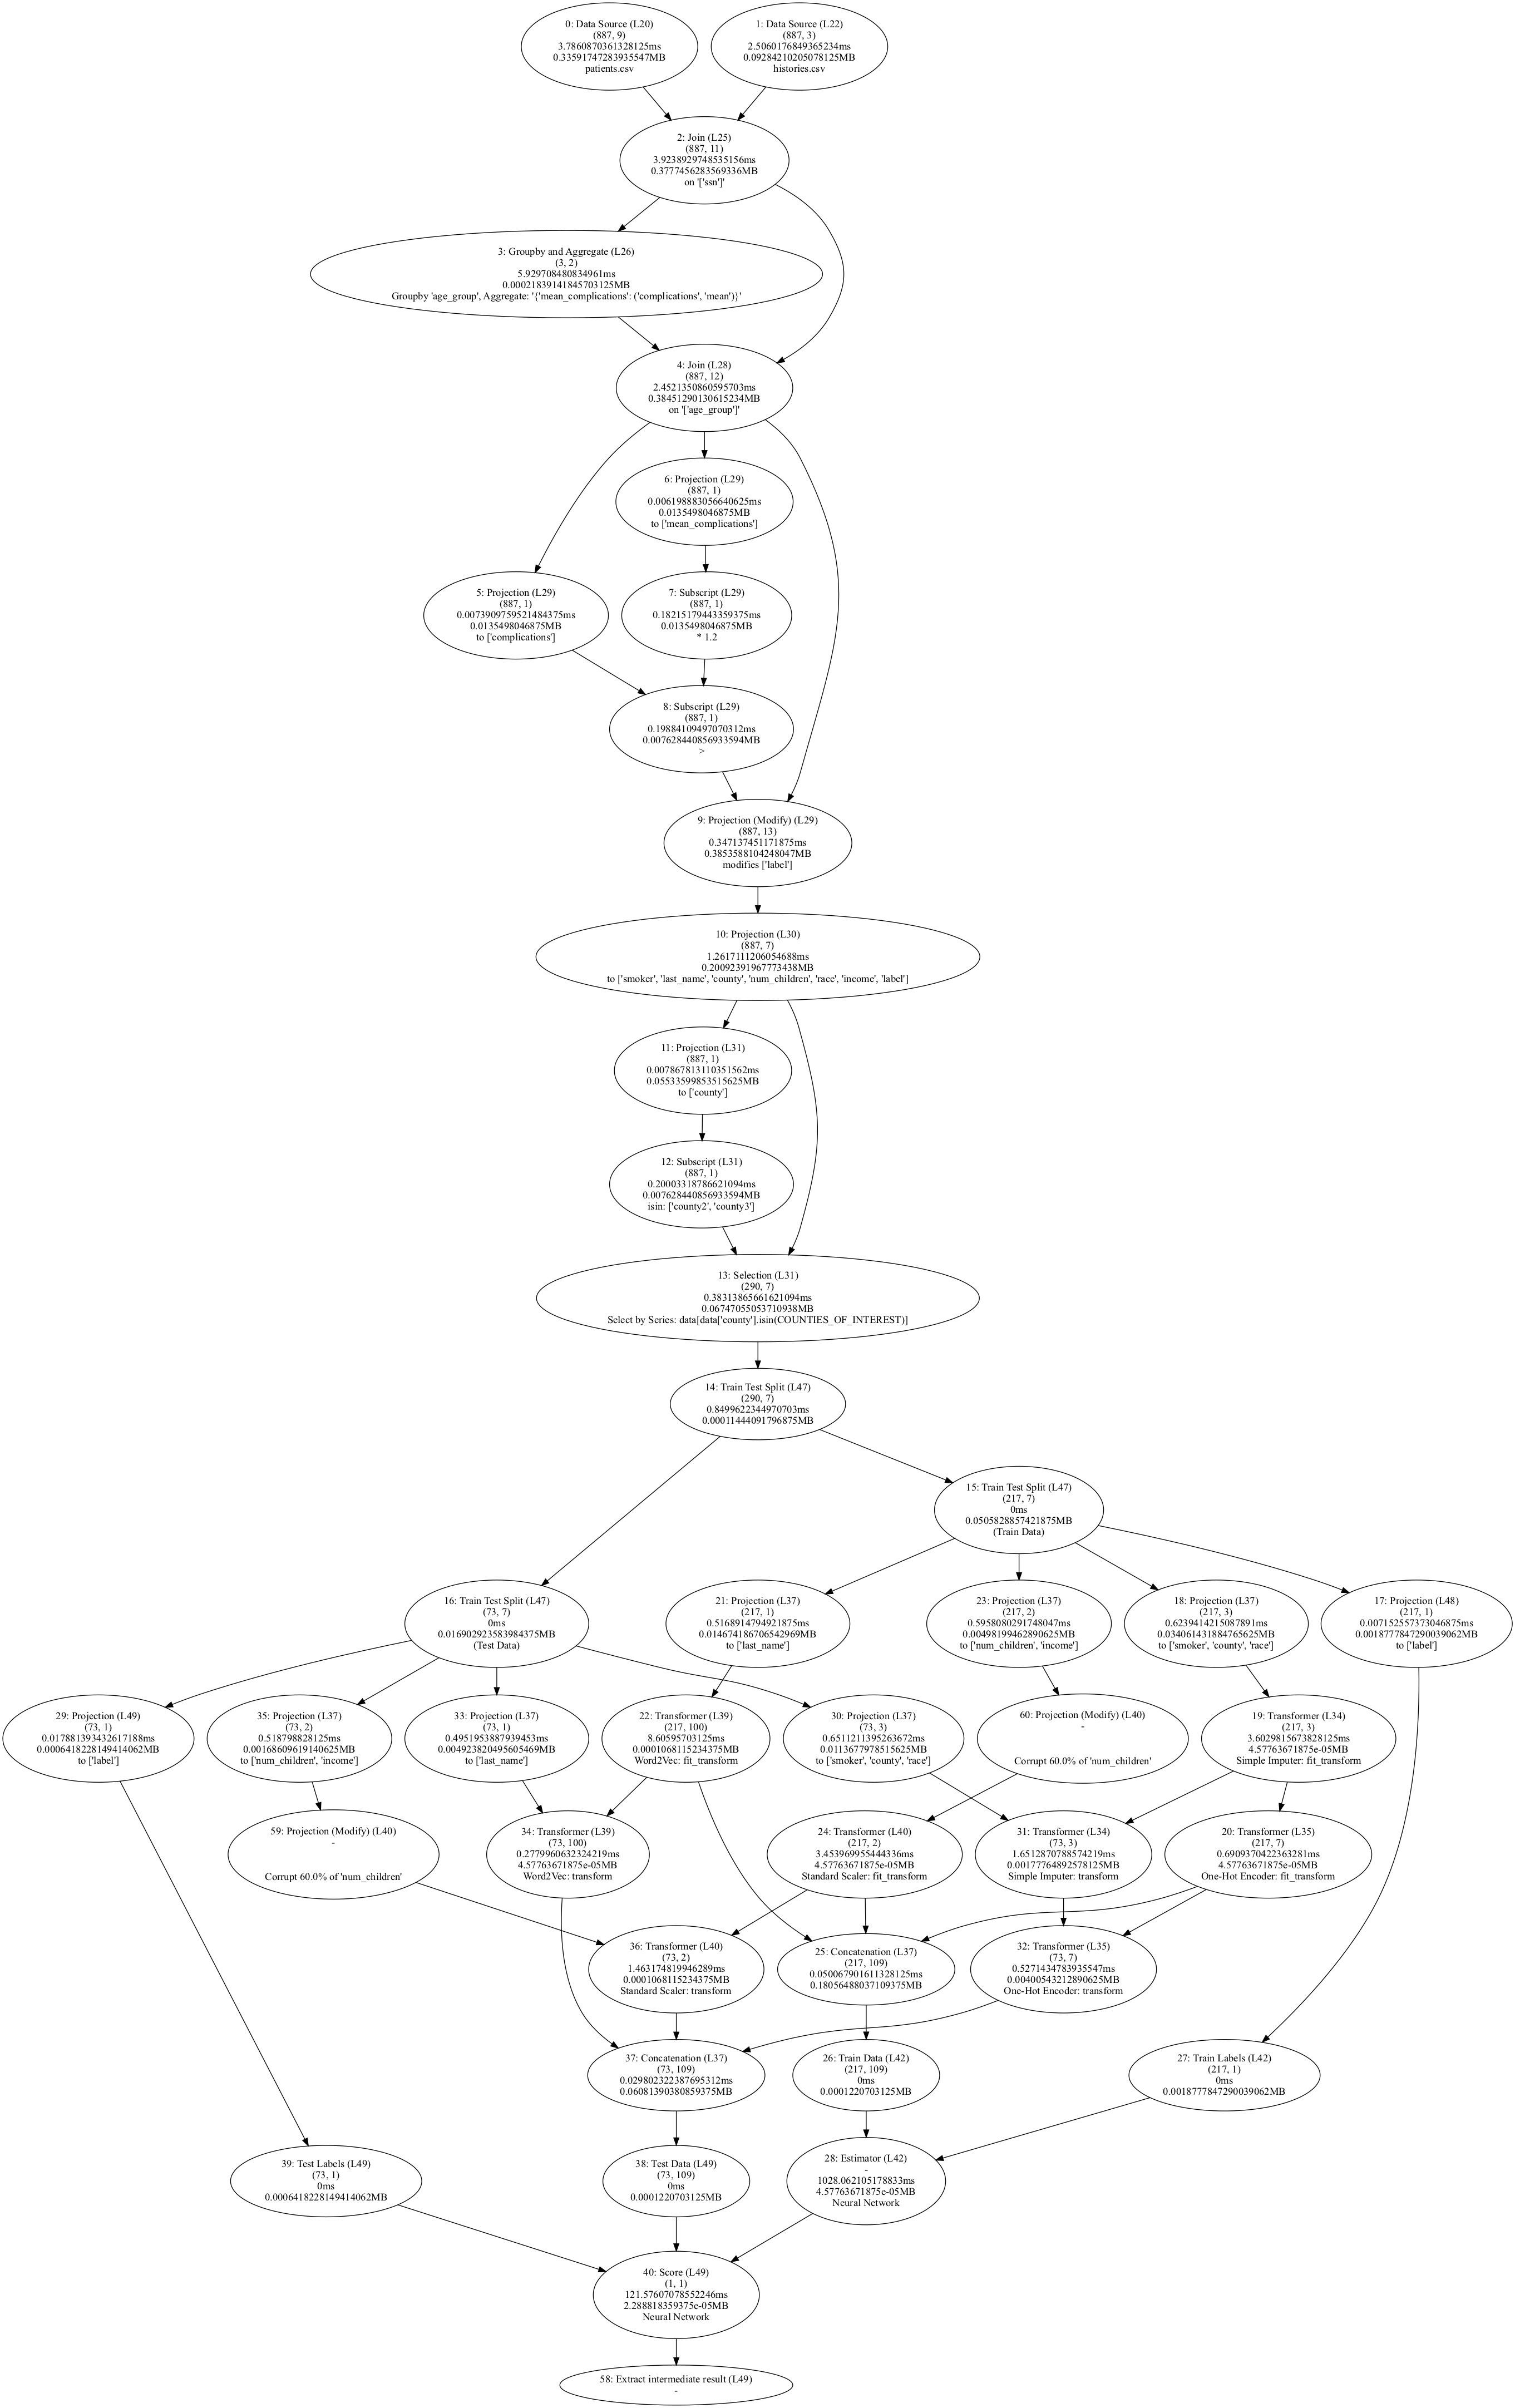 0: Data Source (L20)
(887, 9)
3.7860870361328125ms
0.33591747283935547MB
patients.csv
1: Data Source (L22)
(887, 3)
2.5060176849365234ms
0.09284210205078125MB
histories.csv
2: Join (L25)
(887, 11)
3.9238929748535156ms
0.3777456283569336MB
on '['ssn']'
3: Groupby and Aggregate (L26)
(3, 2)
5.929708480834961ms
0.00021839141845703125MB
Groupby 'age_group', Aggregate: '{'mean_complications': ('complications', 'mean')}'
4: Join (L28)
(887, 12)
2.4521350860595703ms
0.38451290130615234MB
on '['age_group']'
6: Projection (L29)
(887, 1)
0.006198883056640625ms
0.0135498046875MB
to ['mean_complications']
5: Projection (L29)
(887, 1)
0.0073909759521484375ms
0.0135498046875MB
to ['complications']
7: Subscript (L29)
(887, 1)
0.18215179443359375ms
0.0135498046875MB
* 1.2
8: Subscript (L29)
(887, 1)
0.19884109497070312ms
0.007628440856933594MB
>
9: Projection (Modify) (L29)
(887, 13)
0.347137451171875ms
0.3853588104248047MB
modifies ['label']
10: Projection (L30)
(887, 7)
1.2617111206054688ms
0.20092391967773438MB
to ['smoker', 'last_name', 'county', 'num_children', 'race', 'income', 'label']
11: Projection (L31)
(887, 1)
0.007867813110351562ms
0.05533599853515625MB
to ['county']
12: Subscript (L31)
(887, 1)
0.20003318786621094ms
0.007628440856933594MB
isin: ['county2', 'county3']
13: Selection (L31)
(290, 7)
0.38313865661621094ms
0.06747055053710938MB
Select by Series: data[data['county'].isin(COUNTIES_OF_INTEREST)]
14: Train Test Split (L47)
(290, 7)
0.8499622344970703ms
0.00011444091796875MB
15: Train Test Split (L47)
(217, 7)
0ms
0.0505828857421875MB
(Train Data)
16: Train Test Split (L47)
(73, 7)
0ms
0.016902923583984375MB
(Test Data)
21: Projection (L37)
(217, 1)
0.5168914794921875ms
0.014674186706542969MB
to ['last_name']
23: Projection (L37)
(217, 2)
0.5958080291748047ms
0.00498199462890625MB
to ['num_children', 'income']
18: Projection (L37)
(217, 3)
0.6239414215087891ms
0.034061431884765625MB
to ['smoker', 'county', 'race']
17: Projection (L48)
(217, 1)
0.007152557373046875ms
0.0018777847290039062MB
to ['label']
29: Projection (L49)
(73, 1)
0.017881393432617188ms
0.0006418228149414062MB
to ['label']
35: Projection (L37)
(73, 2)
0.518798828125ms
0.00168609619140625MB
to ['num_children', 'income']
33: Projection (L37)
(73, 1)
0.4951953887939453ms
0.004923820495605469MB
to ['last_name']
22: Transformer (L39)
(217, 100)
8.60595703125ms
0.0001068115234375MB
Word2Vec: fit_transform
30: Projection (L37)
(73, 3)
0.6511211395263672ms
0.0113677978515625MB
to ['smoker', 'county', 'race']
60: Projection (Modify) (L40)
-
Corrupt 60.0% of 'num_children'
19: Transformer (L34)
(217, 3)
3.6029815673828125ms
4.57763671875e-05MB
Simple Imputer: fit_transform
59: Projection (Modify) (L40)
-
Corrupt 60.0% of 'num_children'
34: Transformer (L39)
(73, 100)
0.2779960632324219ms
4.57763671875e-05MB
Word2Vec: transform
24: Transformer (L40)
(217, 2)
3.453969955444336ms
4.57763671875e-05MB
Standard Scaler: fit_transform
31: Transformer (L34)
(73, 3)
1.6512870788574219ms
0.00177764892578125MB
Simple Imputer: transform
20: Transformer (L35)
(217, 7)
0.6909370422363281ms
4.57763671875e-05MB
One-Hot Encoder: fit_transform
36: Transformer (L40)
(73, 2)
1.463174819946289ms
0.0001068115234375MB
Standard Scaler: transform
25: Concatenation (L37)
(217, 109)
0.050067901611328125ms
0.18056488037109375MB
32: Transformer (L35)
(73, 7)
0.5271434783935547ms
0.00400543212890625MB
One-Hot Encoder: transform
37: Concatenation (L37)
(73, 109)
0.029802322387695312ms
0.06081390380859375MB
26: Train Data (L42)
(217, 109)
0ms
0.0001220703125MB
27: Train Labels (L42)
(217, 1)
0ms
0.0018777847290039062MB
39: Test Labels (L49)
(73, 1)
0ms
0.0006418228149414062MB
38: Test Data (L49)
(73, 109)
0ms
0.0001220703125MB
28: Estimator (L42)
-
1028.062105178833ms
4.57763671875e-05MB
Neural Network
40: Score (L49)
(1, 1)
121.57607078552246ms
2.288818359375e-05MB
Neural Network
58: Extract intermediate result (L49)
-